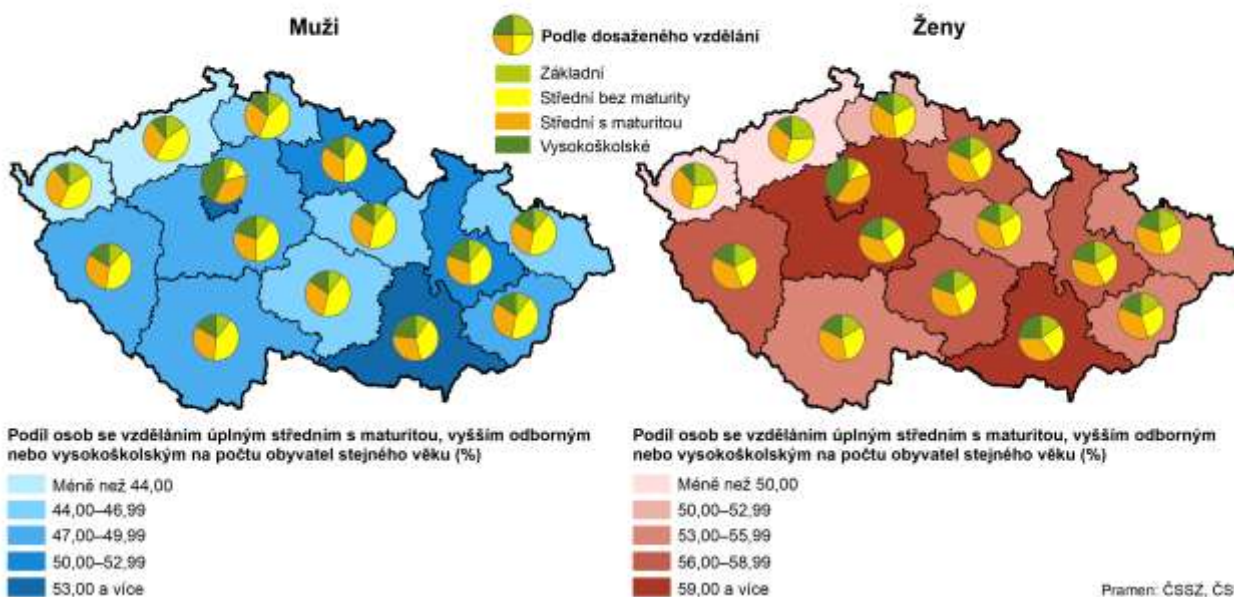 Muži
Podle dosaženého vzdělání
Základní
Střední bez maturity
Střední s maturitou
Vysokoškolské
Ženy
Podíl osob se vzděláním úplným středním s maturitou, vyšším odborným
nebo vysokoškolským na počtu obyvatel stejného věku (%)
Méně než 44,00
44,00–46,99
47,00–49,99
50,00–52,99
53,00 a více
Podíl osob se vzděláním úplným středním s maturitou, vyšším odborným
nebo vysokoškolským na počtu obyvatel stejného věku (%)
Méně než 50,00
50,00–52,99
53,00–55,99
56,00–58,99
59,00 a více
Pramen: ČSSZ, ČS